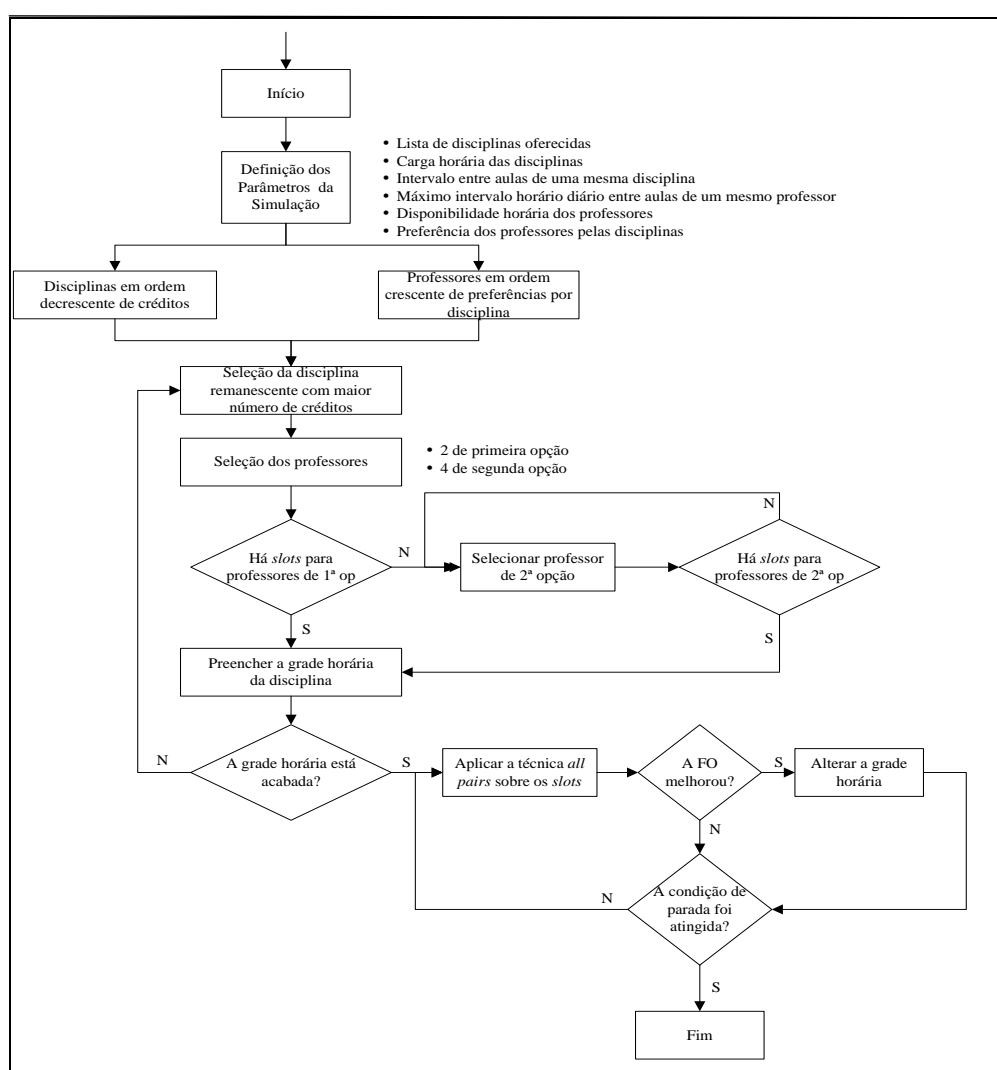 Início
Definição dos
Parâmetros da
Simulação
• Lista de disciplinas oferecidas
• Carga horária das disciplinas
• Intervalo entre aulas de uma mesma disciplina
• Máximo intervalo horário diário entre aulas de um mesmo professor
• Disponibilidade horária dos professores
• Preferência dos professores pelas disciplinas
Disciplinas em ordem
decrescente de créditos
Professores em ordem
crescente de preferências por
disciplina
Seleção da disciplina
remanescente com maior
número de créditos
Seleção dos professores
• 2 de primeira opção
• 4 de segunda opção
Há slots para
professores de 1ª op
N
Selecionar professor
de 2ª opção
N
Há slots para
professores de 2ª op
S
S
Preencher a grade horária
da disciplina
N
A grade horária está
acabada?
S
Aplicar a técnica all
pairs sobre os slots
A FO
melhorou?
S
Alterar a grade
horária
N
N
A condição de
parada foi
atingida?
S
Fim